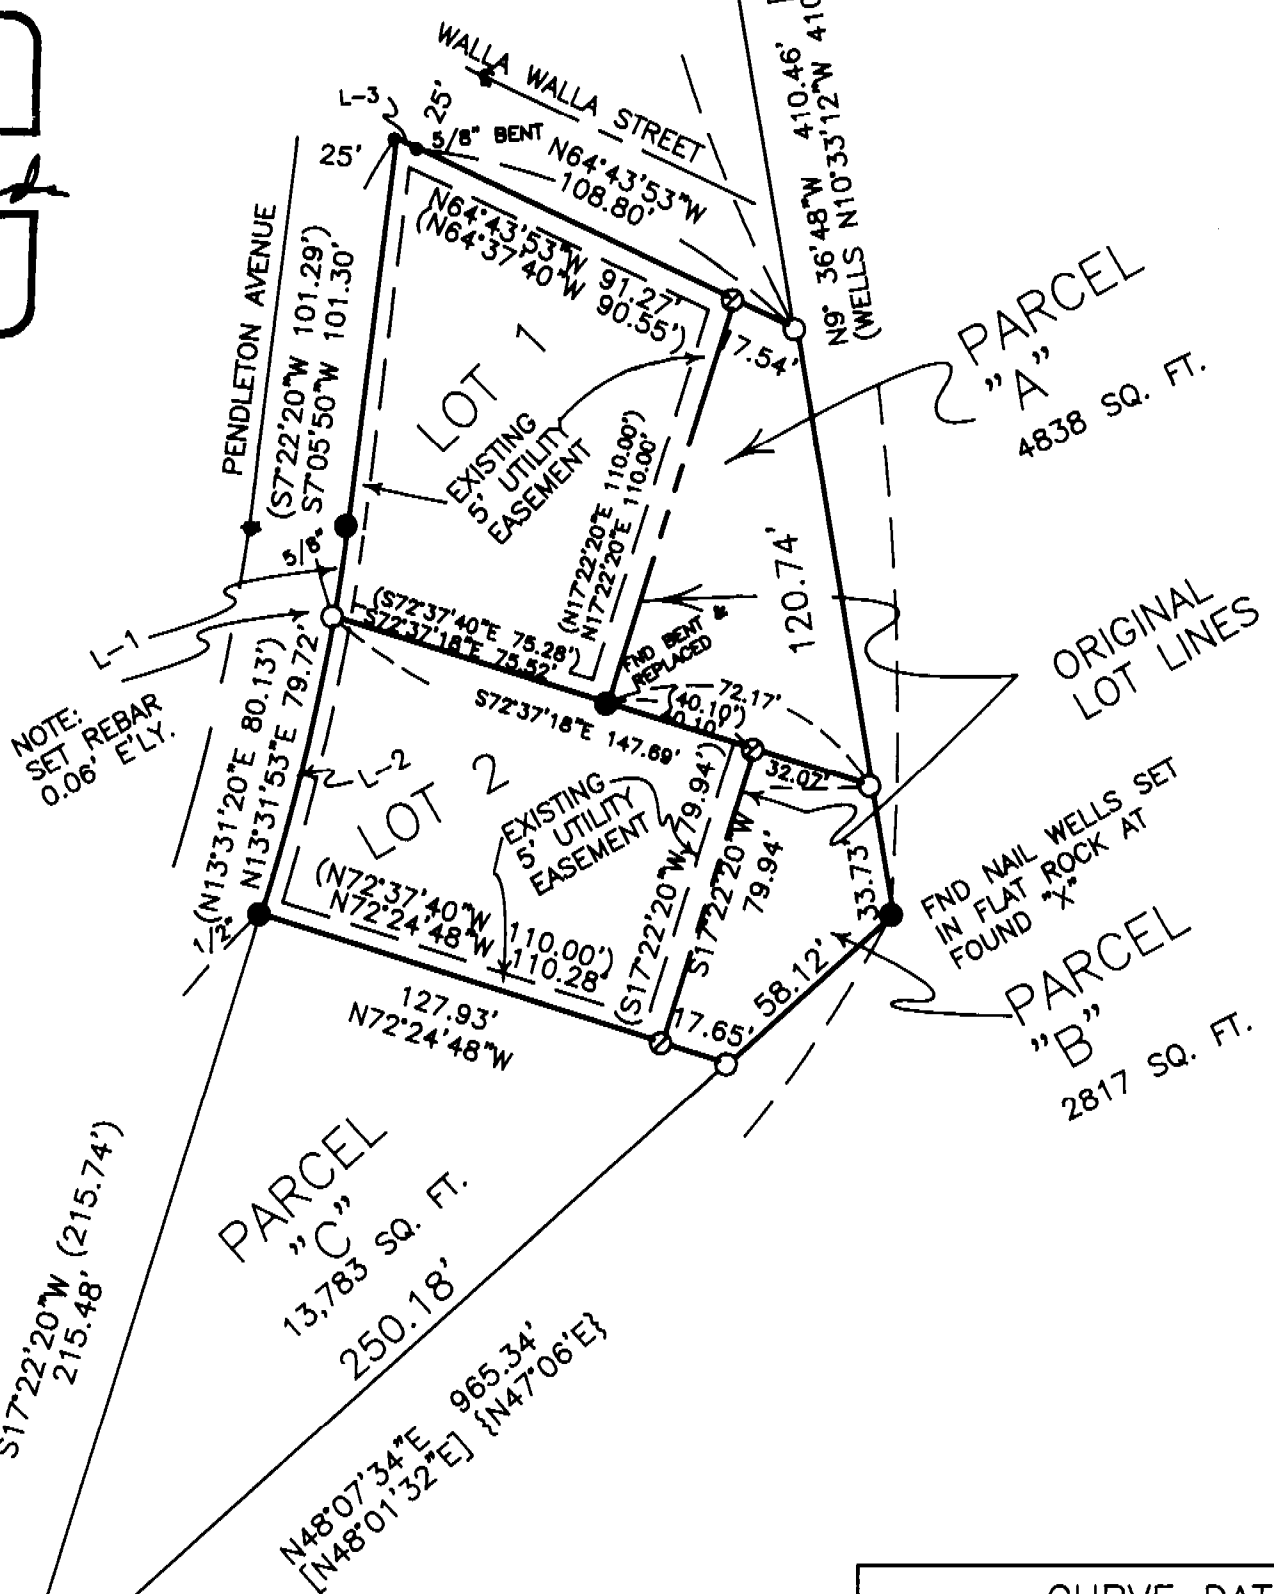 WALLA WALLA STREET
L-3
25'
25'
5/8" BENT
N64°43'53"W
108.80'
N64°43'53"W 91.27'
(N64°37'40"W 90.55')
N9° 36'48"W 410.46'
(WELLS N10°33'12"W 410
PENDLETON AVENUE
(S7°22'20"W 101.29')
S7°05'50"W 101.30'
LOT 1
EXISTING
5' UTILITY
EASEMENT
17.54'
(N17°22'20"E 110.00')
N17°22'20"E 110.00'
PARCEL
"A"
4838 SQ. FT.
120.74'
ORIGINAL
LOT LINES
5/8"
L-1
NOTE:
SET REBAR
0.06' E'LY.
(S72°37'40"E 75.28')
S72°37'18"E 75.52'
FND BENT &
REPLACED
72.17'
(40.10')
40.10'
S72°37'18"E 147.69'
32.07'
(N13°31'20"E 80.13')
N13°31'53"E 79.72'
L-2
LOT 2
EXISTING
5' UTILITY
EASEMENT
(S17°22'20"W 79.94')
S17°22'20"W
79.94'
33.73'
FND NAIL WELLS SET
IN FLAT ROCK AT
FOUND "X"
(N72°37'40"W 110.00')
N72°24'48"W 110.28'
1/2"
127.93'
N72°24'48"W
17.65'
58.12'
PARCEL
"B"
2817 SQ. FT.
PARCEL
"C"
13,783 SQ. FT.
S17°22'20"W (215.74')
215.48'
250.18'
N48°07'34"E 965.34'
[N48°01'32"E] {N47°06'E}
CURVE DAT